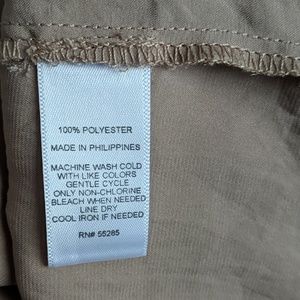 100% POLYESTER
MADE IN PHILIPPINES
MACHINE WASH COLD
WITH LIKE COLORS
GENTLE CYCLE
ONLY NON-CHLORINE
BLEACH WHEN NEEDED
LINE DRY
COOL IRON IF NEEDED
RN# 55285